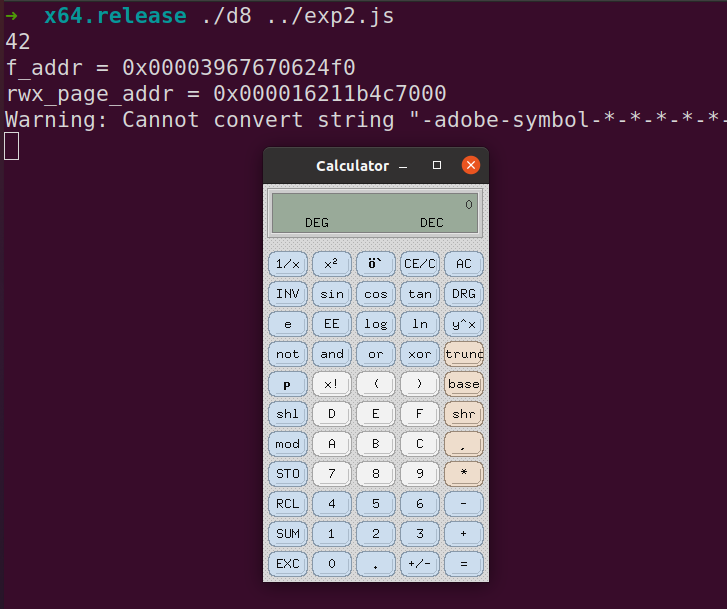 → x64.release ./d8 ../exp2.js
42
f_addr = 0x00003967670624f0
rwx_page_addr = 0x000016211b4c7000
Warning: Cannot convert string "-adobe-symbol-*-*-*-*-*-
Calculator
0
DEG DEC
1/x x² ö` CE/C AC
INV sin cos tan DRG
e EE log ln y^x
not and or xor trunc
p x! ( ) base
shl D E F shr
mod A B C ,
STO 7 8 9 *
RCL 4 5 6 -
SUM 1 2 3 +
EXC 0 . +/- =